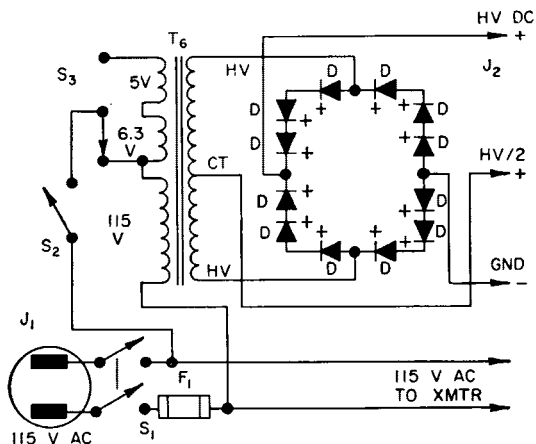 T6
HV DC
+
J2
S3
5V
HV
D D
D + + D
+ +
6.3
V
D + + D
CT
HV/2
+
S2
115
V
D + + D
D + + D
+ +
D D
HV
GND
-
J1
F1
115 V AC
TO XMTR
S1
115 V AC